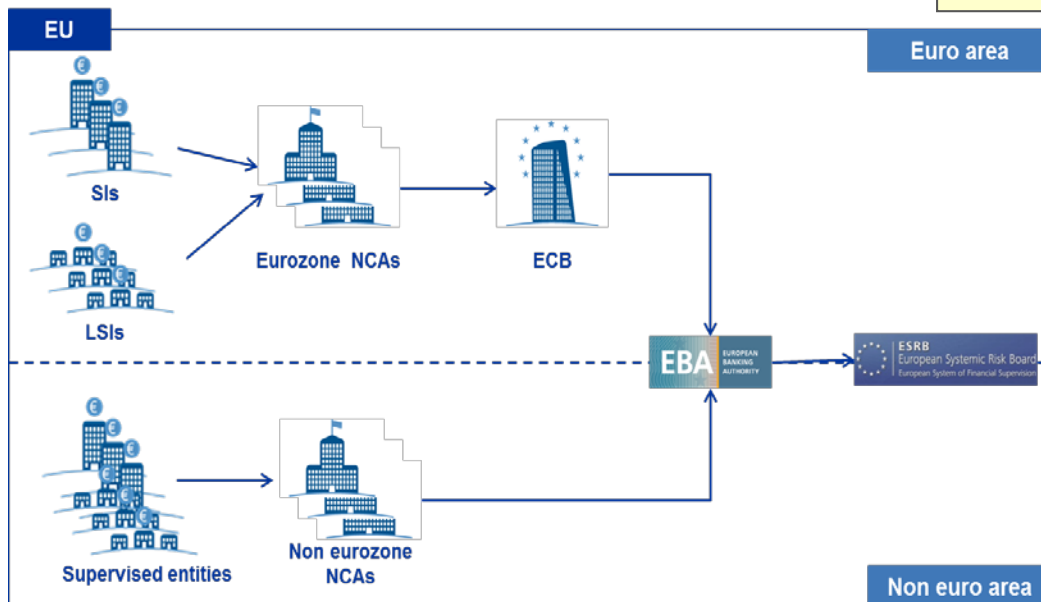 EU
Euro area
SIs
LSIs
Eurozone NCAs
ECB
EBA
EUROPEAN
BANKING
AUTHORITY
ESRB
European Systemic Risk Board
European System of Financial Supervision
Supervised entities
Non eurozone
NCAs
Non euro area